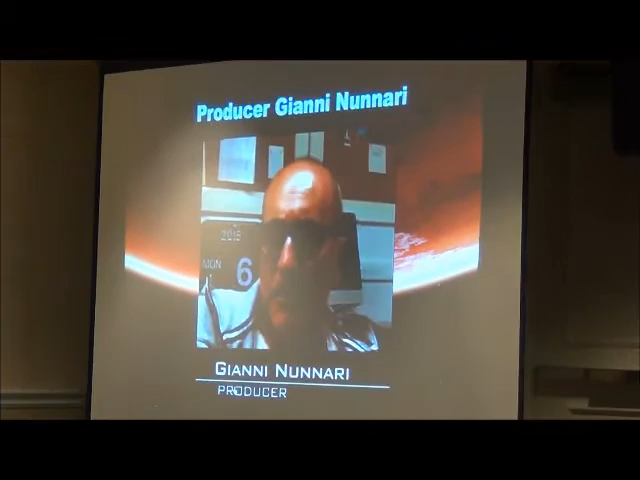 Producer Gianni Nunnari
2018
MON
6
GIANNI NUNNARI
PRODUCER